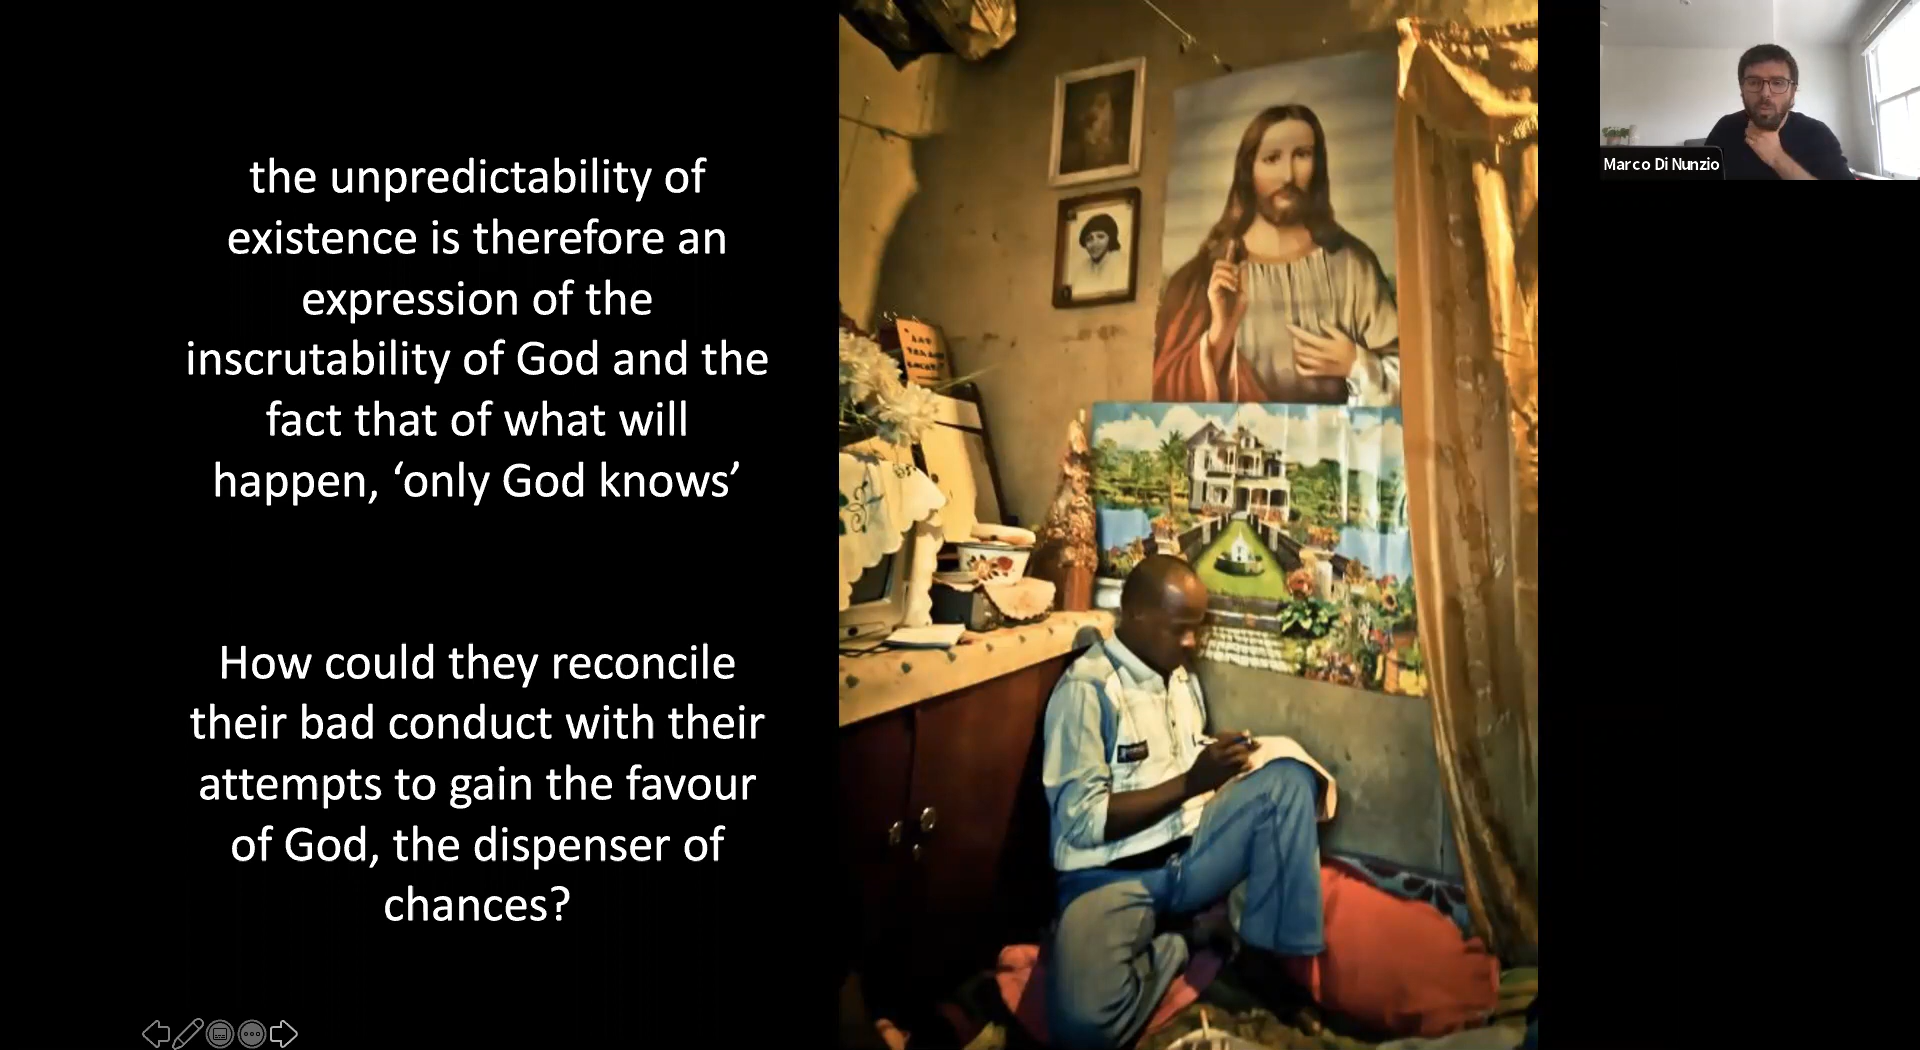 the unpredictability of
existence is therefore an
expression of the
inscrutability of God and the
fact that of what will
happen, ‘only God knows’
How could they reconcile
their bad conduct with their
attempts to gain the favour
of God, the dispenser of
chances?
Marco Di Nunzio